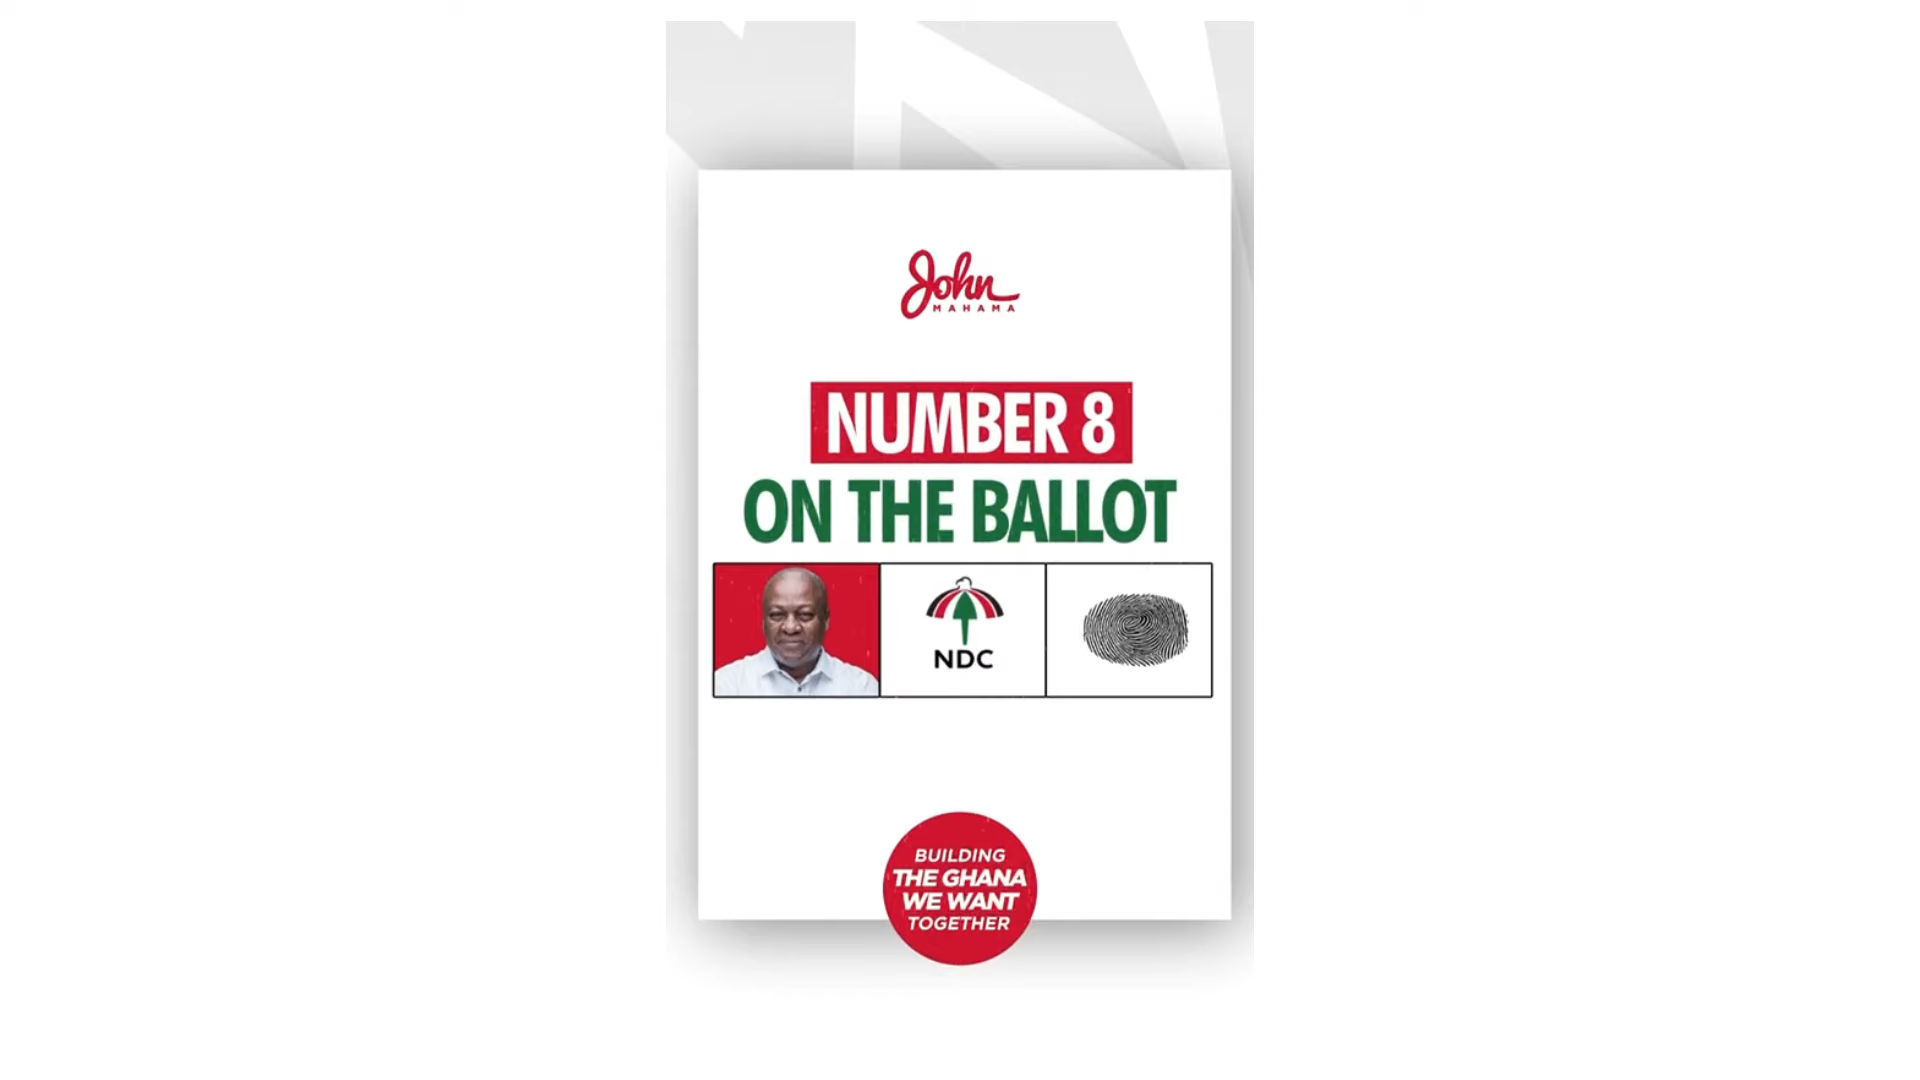 John
MAHAMA
NUMBER 8
ON THE BALLOT
NDC
BUILDING
THE GHANA
WE WANT
TOGETHER